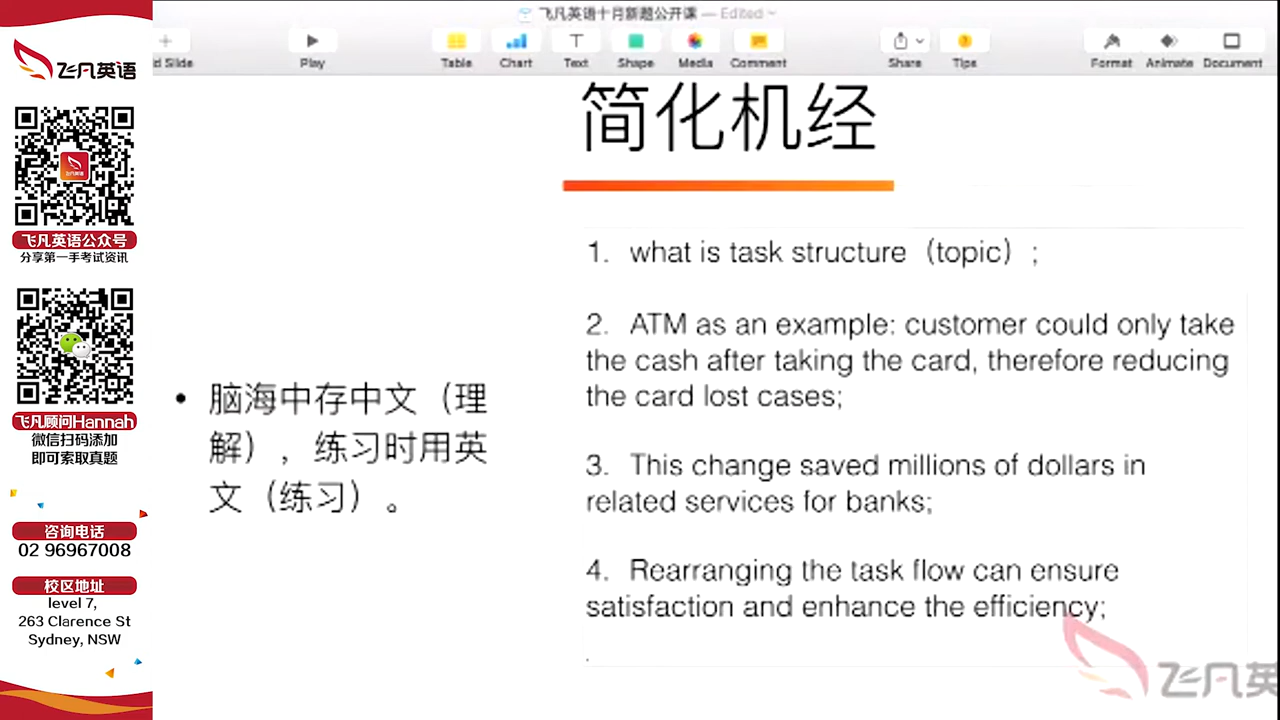 飞凡英语十月新题公开课 — Edited
d Slide
Play
Table
Chart
Text
Shape
Media
Comment
Share
Tips
Format
Animate
Document
飞凡英语
飞凡英语公众号
分享第一手考试资讯
飞凡顾问Hannah
微信扫码添加
即可索取真题
咨询电话
02 96967008
校区地址
level 7,
263 Clarence St
Sydney, NSW
简化机经
脑海中存中文（理
解），练习时用英
文（练习）。
1. what is task structure（topic）;
2. ATM as an example: customer could only take
the cash after taking the card, therefore reducing
the card lost cases;
3. This change saved millions of dollars in
related services for banks;
4. Rearranging the task flow can ensure
satisfaction and enhance the efficiency;
.
飞凡英